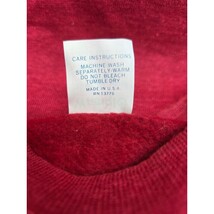 CARE INSTRUCTIONS
MACHINE WASH
SEPARATELY-WARM
DO NOT BLEACH
TUMBLE DRY
MADE IN U.S.A.